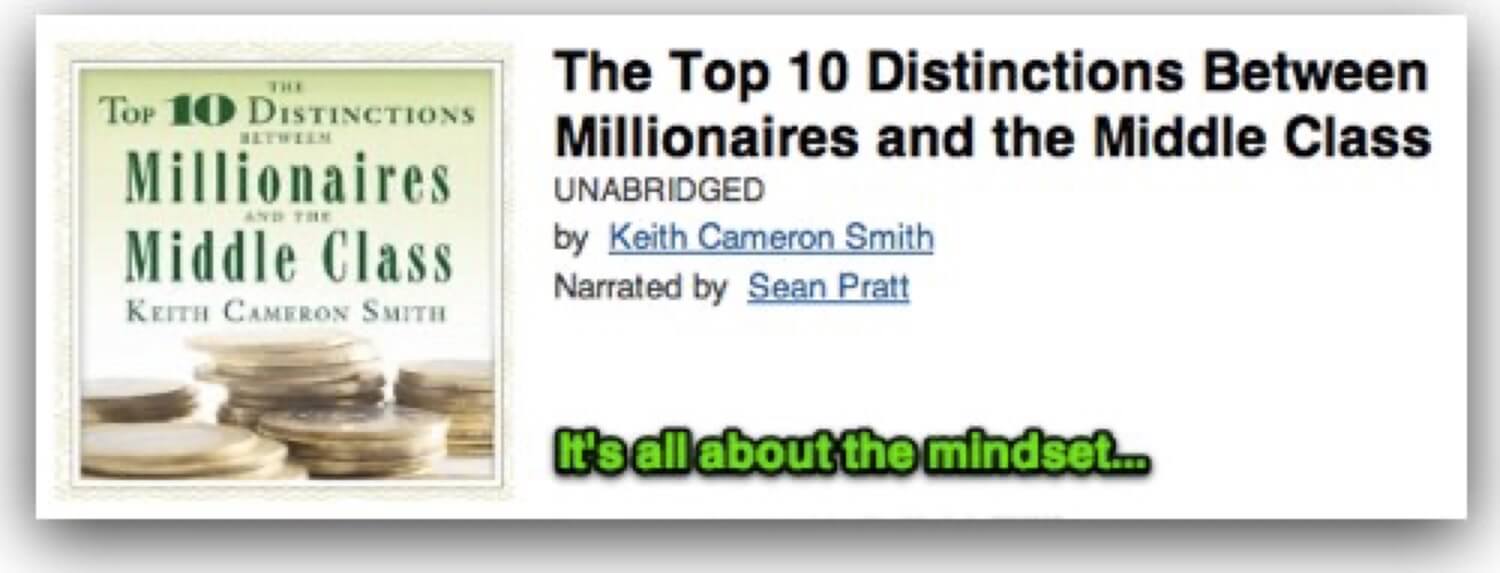 THE
TOP 10 DISTINCTIONS
BETWEEN
Millionaires
AND THE
Middle Class
KEITH CAMERON SMITH
The Top 10 Distinctions Between
Millionaires and the Middle Class
UNABRIDGED
by Keith Cameron Smith
Narrated by Sean Pratt
It's all about the mindset...